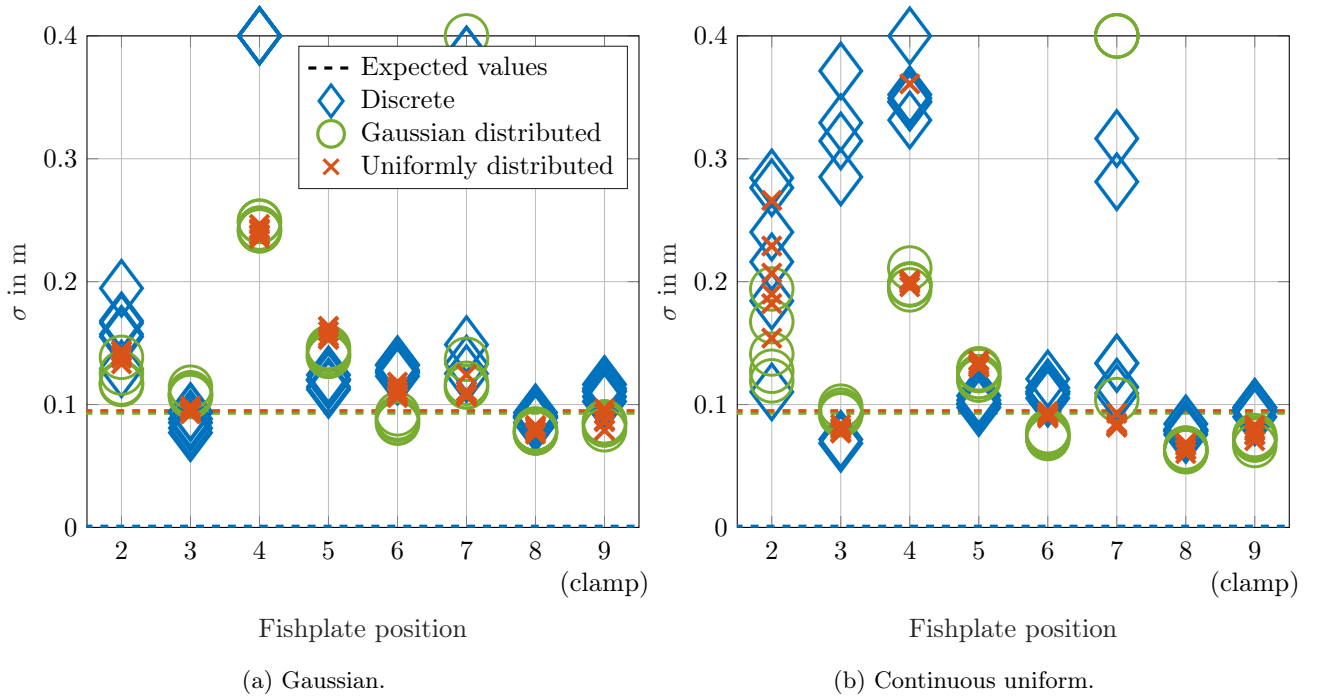 0.4
0.3
0.2
0.1
0
σ in m
2 3 4 5 6 7 8 9
(clamp)
Fishplate position
Expected values
Discrete
Gaussian distributed
Uniformly distributed
(a) Gaussian.
0.4
0.3
0.2
0.1
0
σ in m
2 3 4 5 6 7 8 9
(clamp)
Fishplate position
(b) Continuous uniform.